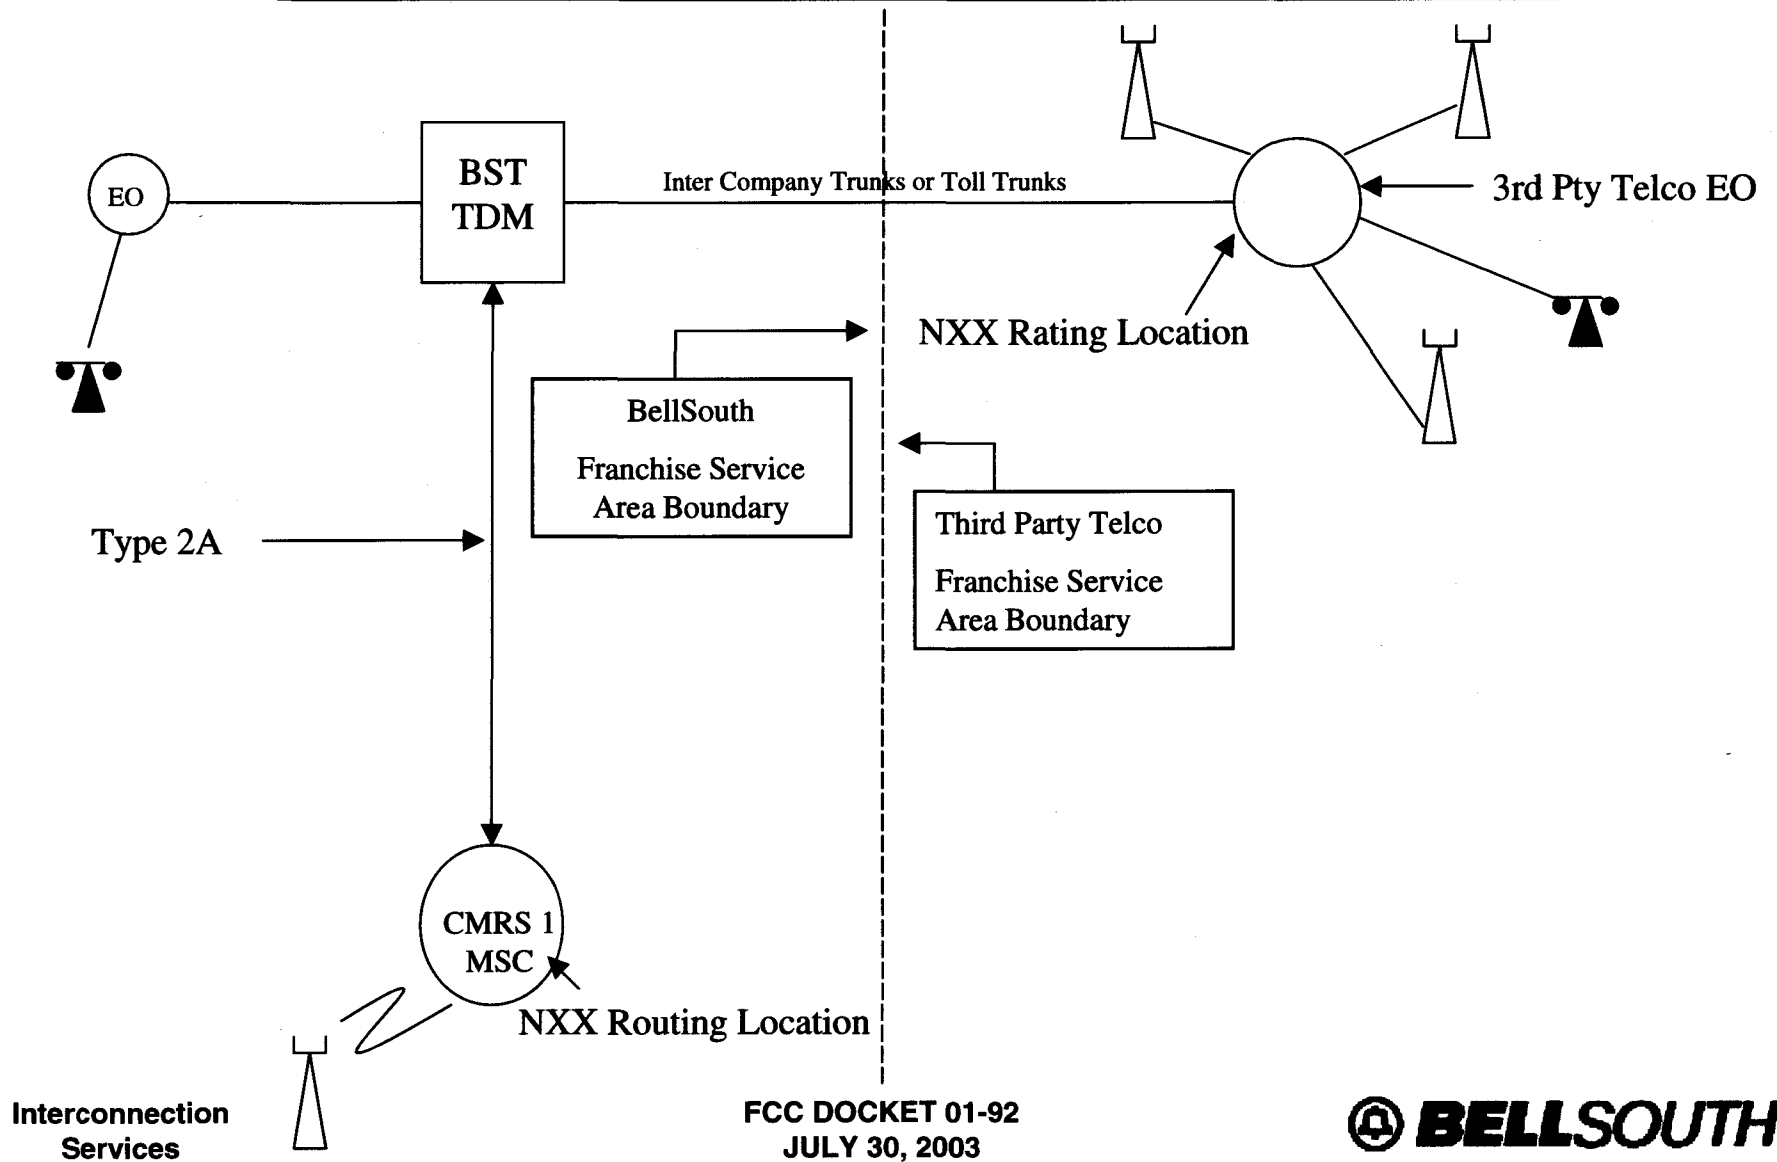 EO
BST
TDM
Inter Company Trunks or Toll Trunks
3rd Pty Telco EO
NXX Rating Location
BellSouth
Franchise Service
Area Boundary
Third Party Telco
Franchise Service
Area Boundary
Type 2A
CMRS 1
MSC
NXX Routing Location
Interconnection
Services
FCC DOCKET 01-92
JULY 30, 2003
BELLSOUTH